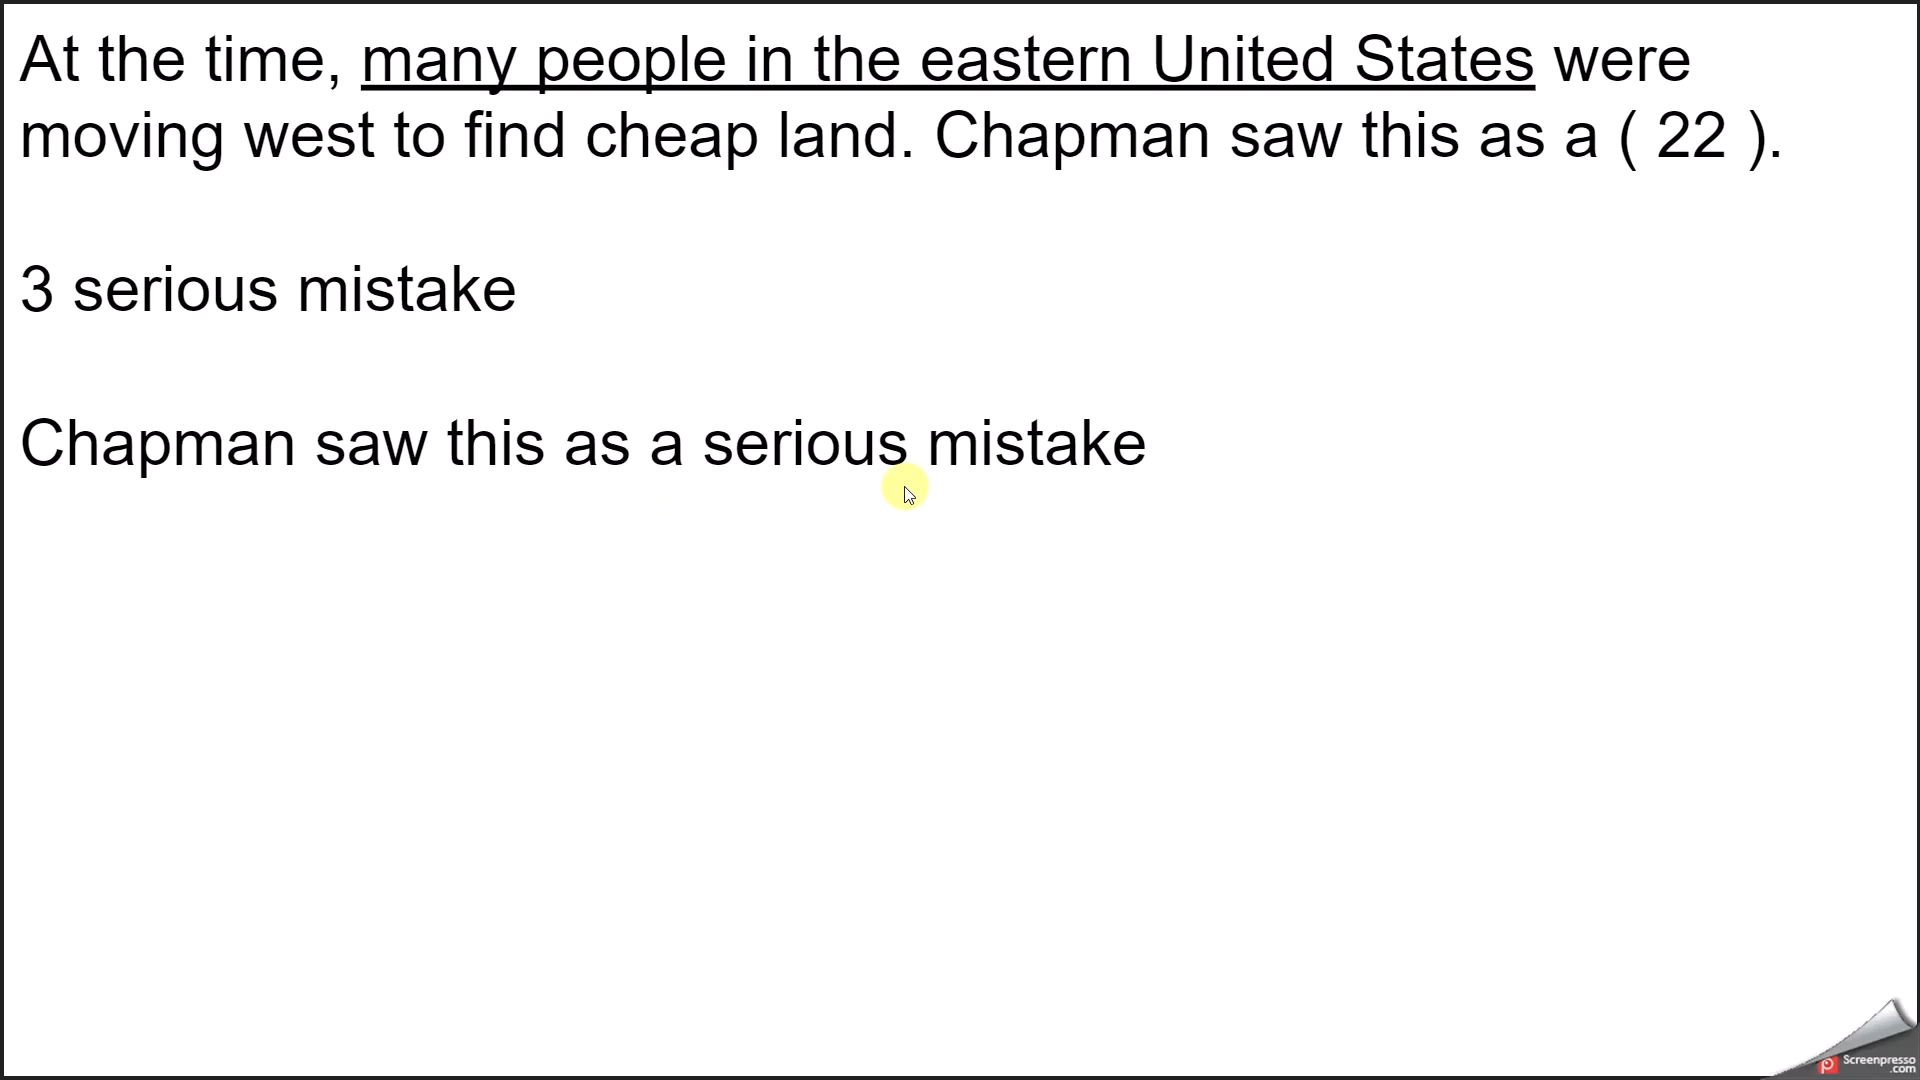 At the time, many people in the eastern United States were
moving west to find cheap land. Chapman saw this as a ( 22 ).
3 serious mistake
Chapman saw this as a serious mistake
Screenpresso
.com